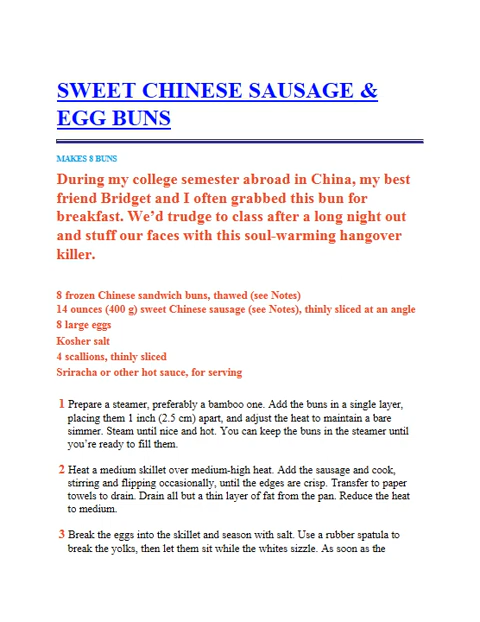 SWEET CHINESE SAUSAGE &
EGG BUNS
MAKES 8 BUNS
During my college semester abroad in China, my best
friend Bridget and I often grabbed this bun for
breakfast. We’d trudge to class after a long night out
and stuff our faces with this soul-warming hangover
killer.
8 frozen Chinese sandwich buns, thawed (see Notes)
14 ounces (400 g) sweet Chinese sausage (see Notes), thinly sliced at an angle
8 large eggs
Kosher salt
4 scallions, thinly sliced
Sriracha or other hot sauce, for serving
1 Prepare a steamer, preferably a bamboo one. Add the buns in a single layer,
placing them 1 inch (2.5 cm) apart, and adjust the heat to maintain a bare
simmer. Steam until nice and hot. You can keep the buns in the steamer until
you’re ready to fill them.
2 Heat a medium skillet over medium-high heat. Add the sausage and cook,
stirring and flipping occasionally, until the edges are crisp. Transfer to paper
towels to drain. Drain all but a thin layer of fat from the pan. Reduce the heat
to medium.
3 Break the eggs into the skillet and season with salt. Use a rubber spatula to
break the yolks, then let them sit while the whites sizzle. As soon as the